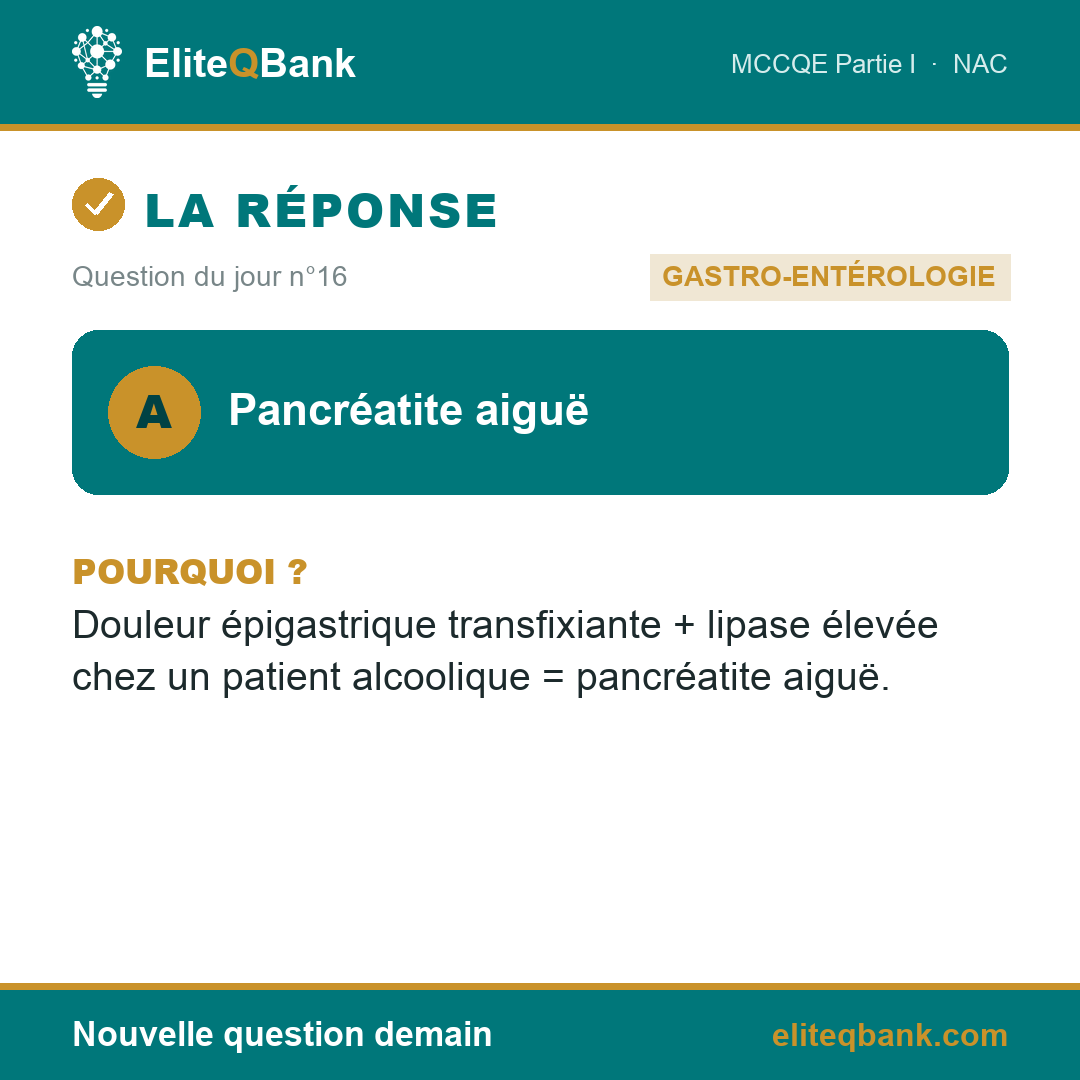 EliteQBank
MCCQE Partie I · NAC
LA RÉPONSE
Question du jour n°16
GASTRO-ENTÉROLOGIE
A
Pancréatite aiguë
POURQUOI ?
Douleur épigastrique transfixiante + lipase élevée
chez un patient alcoolique = pancréatite aiguë.
Nouvelle question demain
eliteqbank.com